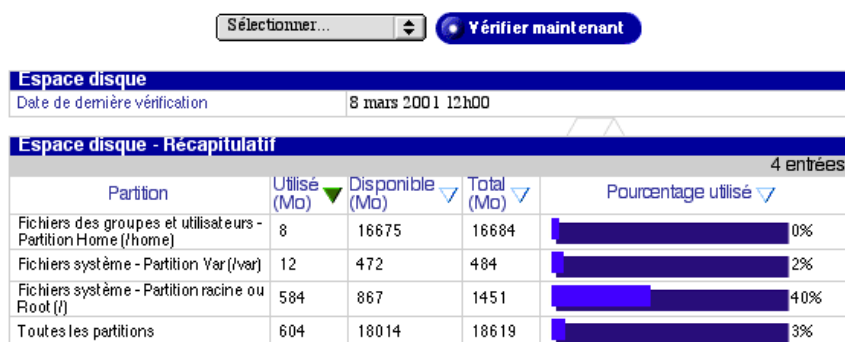 Sélectionner... Vérifier maintenant
Espace disque
Date de dernière vérification 8 mars 2001 12h00
Espace disque - Récapitulatif
4 entrées
Partition Utilisé (Mo) Disponible (Mo) Total (Mo) Pourcentage utilisé
Fichiers des groupes et utilisateurs -
Partition Home (/home) 8 16675 16684 0%
Fichiers système - Partition Var (/var) 12 472 484 2%
Fichiers système - Partition racine ou
Root (/) 584 867 1451 40%
Toutes les partitions 604 18014 18619 3%